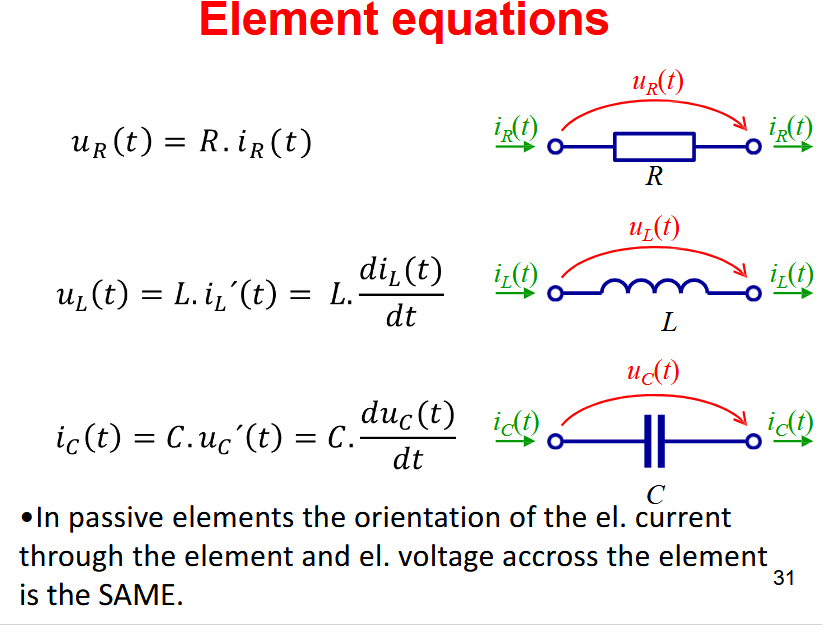 Element equations
u_R(t) = R. i_R(t)
i_R(t) u_R(t) i_R(t)
R
u_L(t) = L. i_L´(t) = L. di_L(t)/dt
i_L(t) u_L(t) i_L(t)
L
i_C(t) = C. u_C´(t) = C. du_C(t)/dt
i_C(t) u_C(t) i_C(t)
C
•In passive elements the orientation of the el. current
through the element and el. voltage accross the element
is the SAME.
31